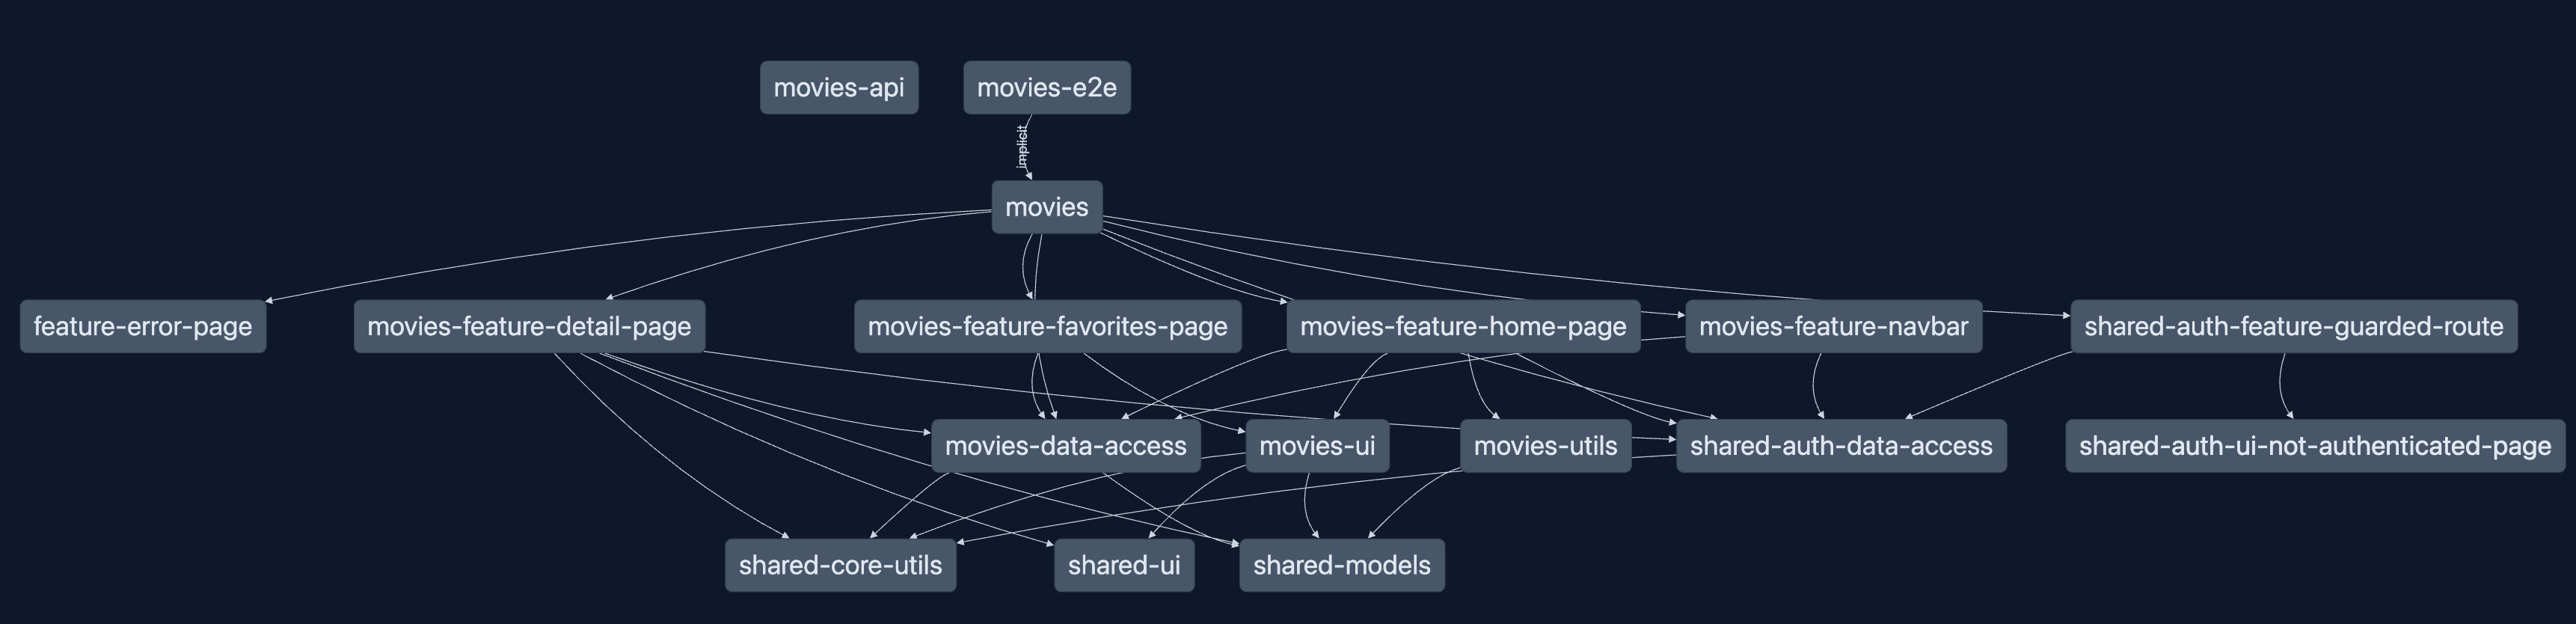 movies-api
movies-e2e
implicit
movies
feature-error-page
movies-feature-detail-page
movies-feature-favorites-page
movies-feature-home-page
movies-feature-navbar
shared-auth-feature-guarded-route
movies-data-access
movies-ui
movies-utils
shared-auth-data-access
shared-auth-ui-not-authenticated-page
shared-core-utils
shared-ui
shared-models